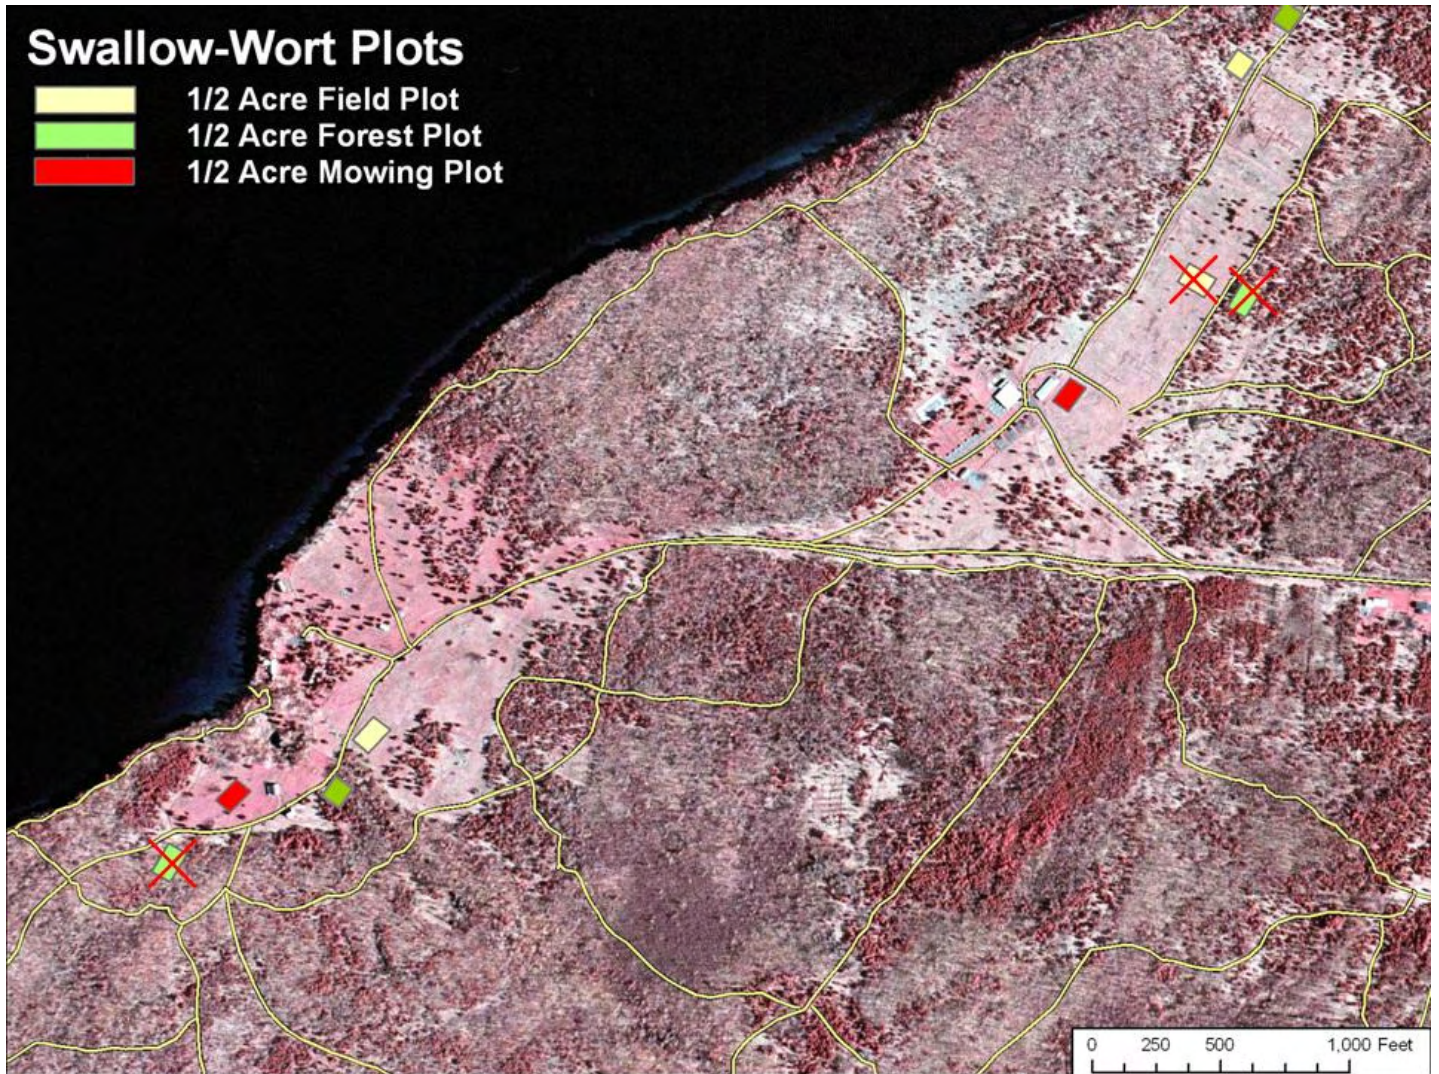 Swallow-Wort Plots
1/2 Acre Field Plot
1/2 Acre Forest Plot
1/2 Acre Mowing Plot
0 250 500 1,000 Feet